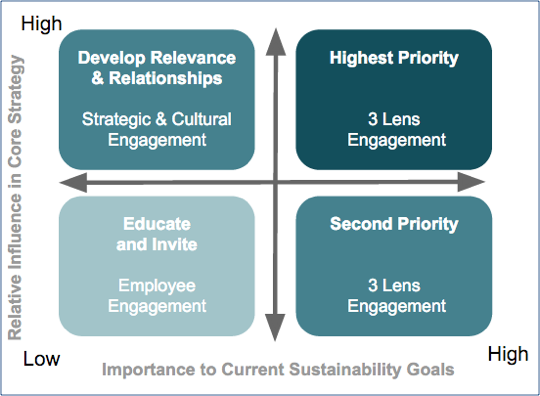 High
Relative Influence in Core Strategy
Develop Relevance
& Relationships
Strategic & Cultural
Engagement
Highest Priority
3 Lens
Engagement
Educate
and Invite
Employee
Engagement
Second Priority
3 Lens
Engagement
Low
Importance to Current Sustainability Goals
High